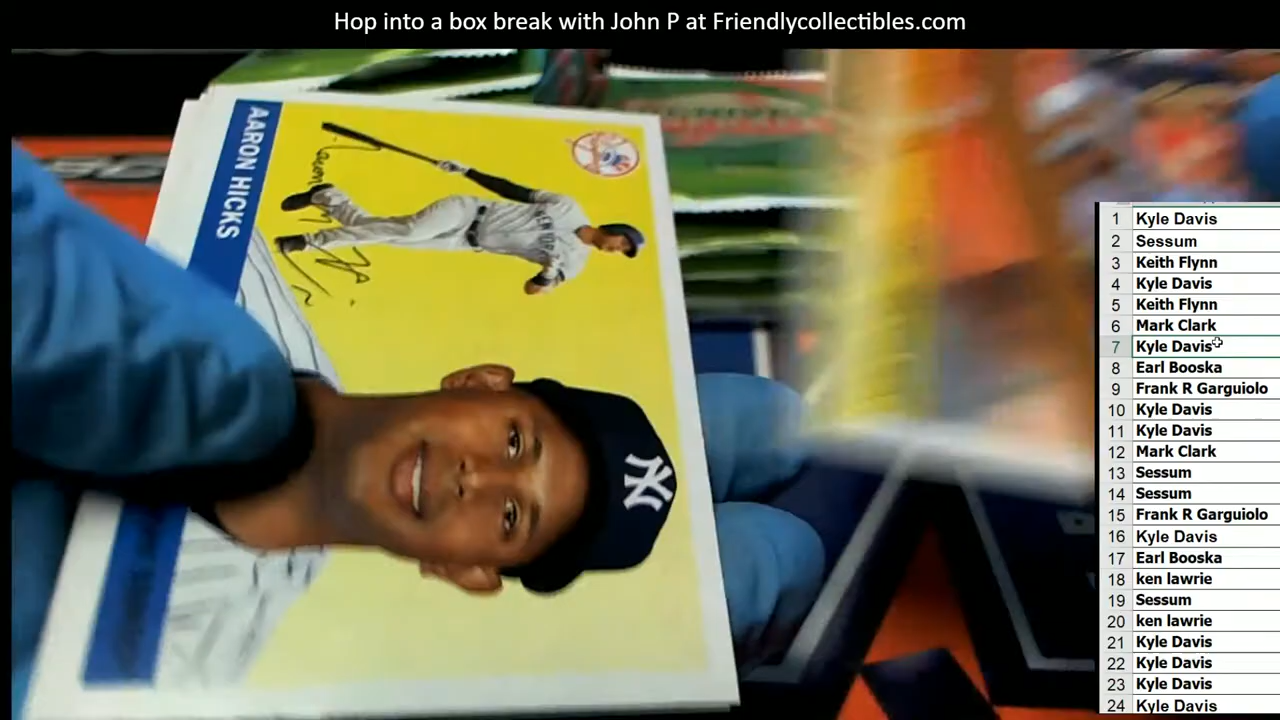 Hop into a box break with John P at Friendlycollectibles.com
AARON HICKS
NEW YORK
NY
1 Kyle Davis
2 Sessum
3 Keith Flynn
4 Kyle Davis
5 Keith Flynn
6 Mark Clark
7 Kyle Davis
8 Earl Booska
9 Frank R Garguiolo
10 Kyle Davis
11 Kyle Davis
12 Mark Clark
13 Sessum
14 Sessum
15 Frank R Garguiolo
16 Kyle Davis
17 Earl Booska
18 ken lawrie
19 Sessum
20 ken lawrie
21 Kyle Davis
22 Kyle Davis
23 Kyle Davis
24 Kyle Davis